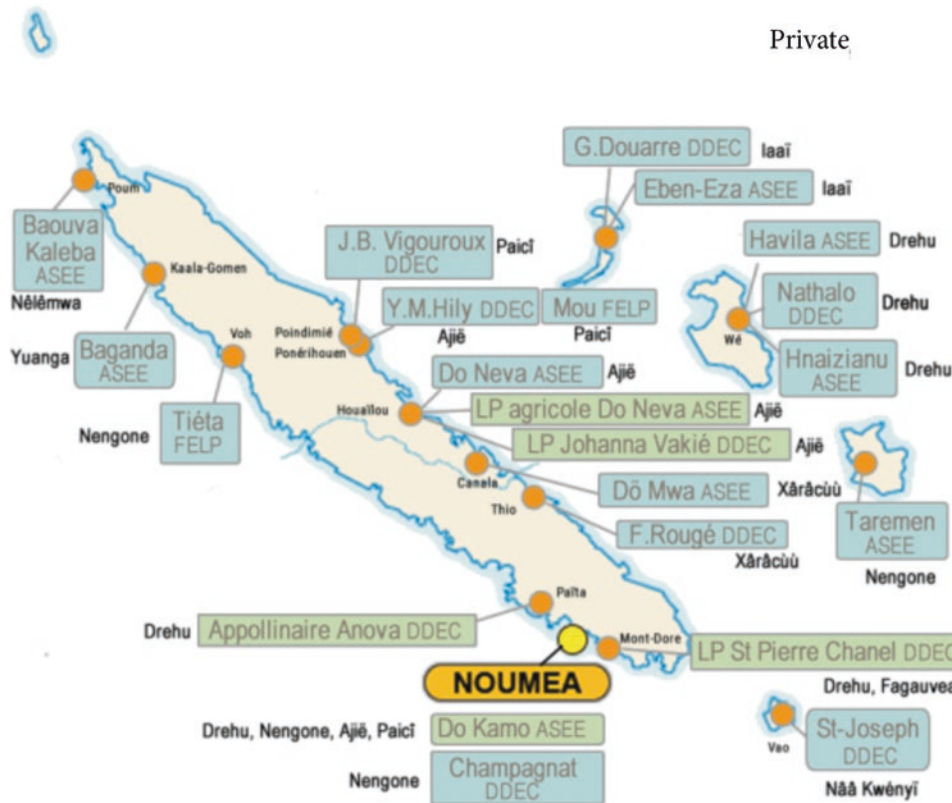 Private
G.Douarre DDEC Iaaï
Eben-Eza ASEE Iaaï
Poum
Baouva
Kaleba
ASEE
Nêlêmwa
J.B. Vigouroux
DDEC
Paicî
Havila ASEE Drehu
Kaala-Gomen
Nathalo
DDEC
Drehu
Y.M.Hily DDEC
Ajië
Mou FELP
Paicî
Wé
Yuanga
Baganda
ASEE
Voh
Poindimié
Ponérihouen
Hnaizianu
ASEE
Drehu
Do Neva ASEE Ajië
Houaïlou
LP agricole Do Neva ASEE Ajië
Nengone
Tiéta
FELP
LP Johanna Vakié DDEC Ajië
Canala
Dö Mwa ASEE Xârâcùù
Thio
F.Rougé DDEC
Xârâcùù
Taremen
ASEE
Nengone
Païta
Drehu Appollinaire Anova DDEC
Mont-Dore
LP St Pierre Chanel DDEC
Drehu, Fagauvea
NOUMEA
Drehu, Nengone, Ajië, Paicî Do Kamo ASEE
Nengone
Champagnat
DDEC
Vao
St-Joseph
DDEC
Nââ Kwényï